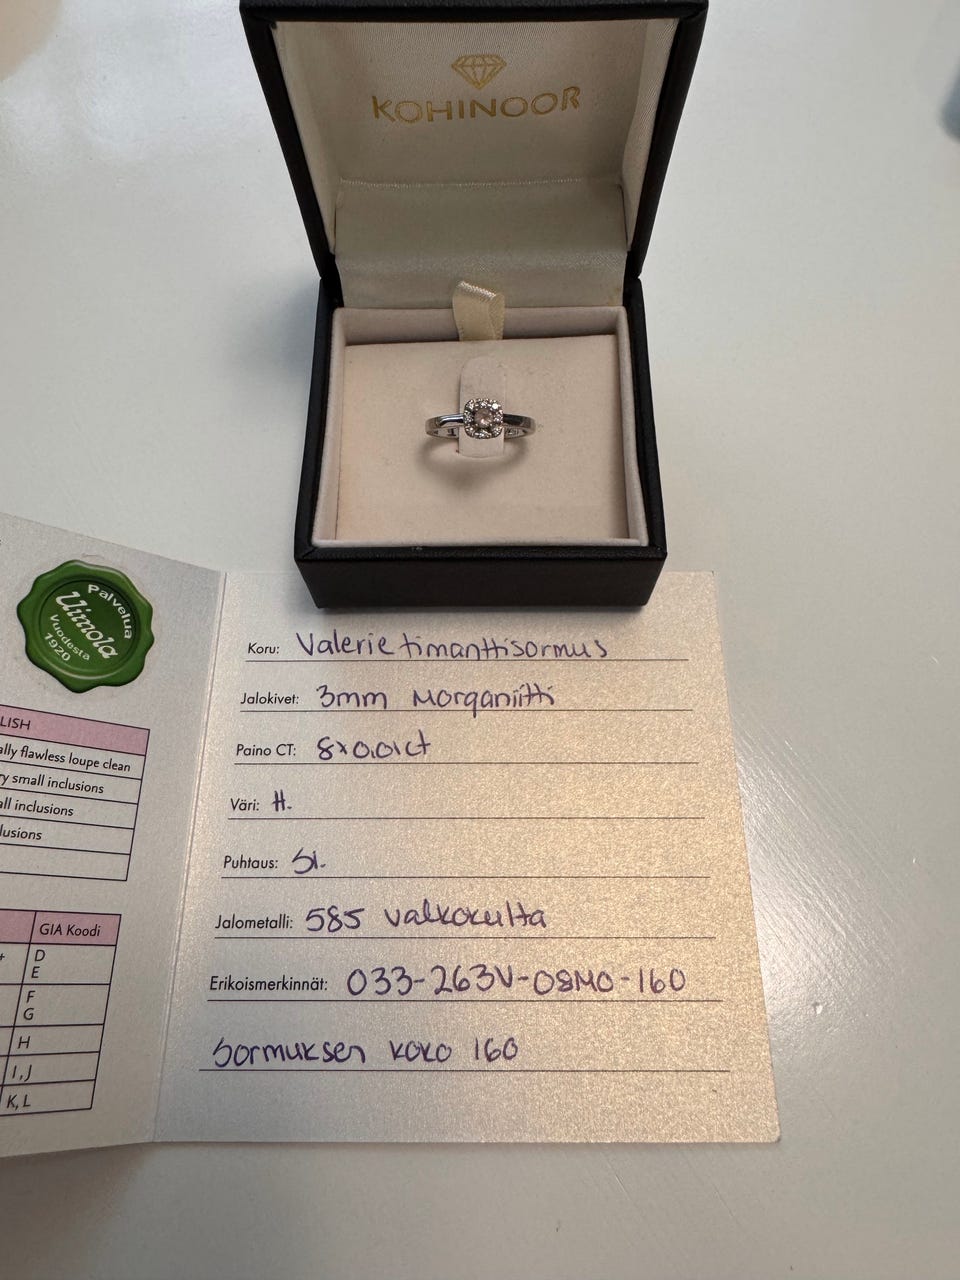 KOHINOOR
Palvelua
Uimola
Vuodesta
1920
LISH
ally flawless loupe clean
ry small inclusions
all inclusions
lusions
GIA Koodi
+
D
E
F
G
H
I,J
K, L
Koru: Valerie timanttisormus
Jalokivet: 3mm Morganiitti
Paino CT: 8x0,01ct
Väri: H.
Puhtaus: SI.
Jalometalli: 585 valkokulta
Erikoismerkinnät: 033-263V-08MO-160
Sormuksen koko 160